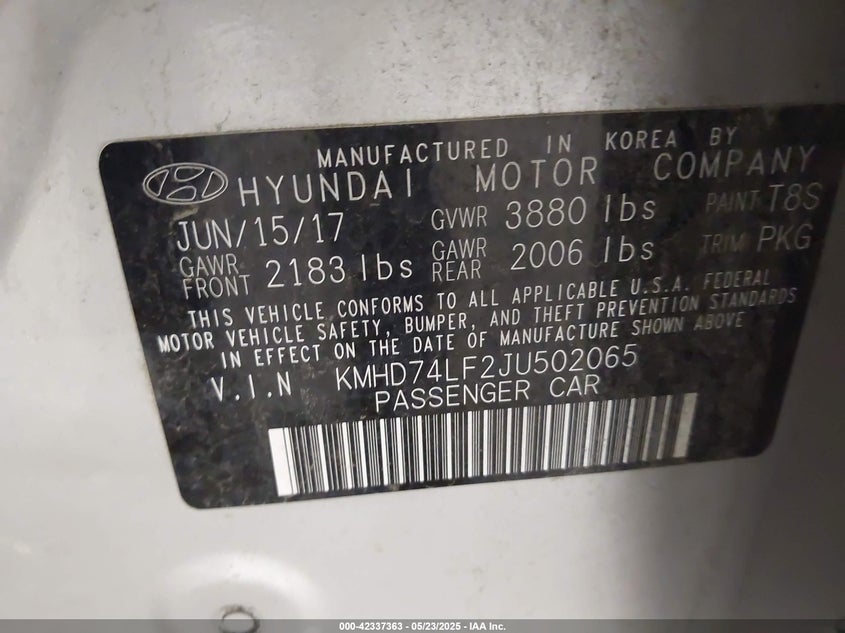 MANUFACTURED IN KOREA BY
HYUNDAI MOTOR COMPANY
JUN/15/17 GVWR 3880 lbs PAINT T8S
GAWR FRONT 2183 lbs GAWR REAR 2006 lbs TRIM PKG
THIS VEHICLE CONFORMS TO ALL APPLICABLE U.S.A. FEDERAL
MOTOR VEHICLE SAFETY, BUMPER, AND THEFT PREVENTION STANDARDS
IN EFFECT ON THE DATE OF MANUFACTURE SHOWN ABOVE
V.I.N KMHD74LF2JU502065
PASSENGER CAR
000-42337363 | 05/23/2025 - IAA Inc.